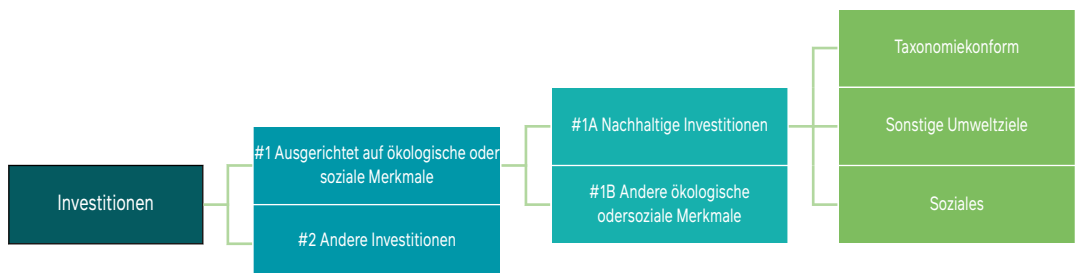 Investitionen
#1 Ausgerichtet auf ökologische oder
soziale Merkmale
#2 Andere Investitionen
#1A Nachhaltige Investitionen
#1B Andere ökologische
odersoziale Merkmale
Taxonomiekonform
Sonstige Umweltziele
Soziales